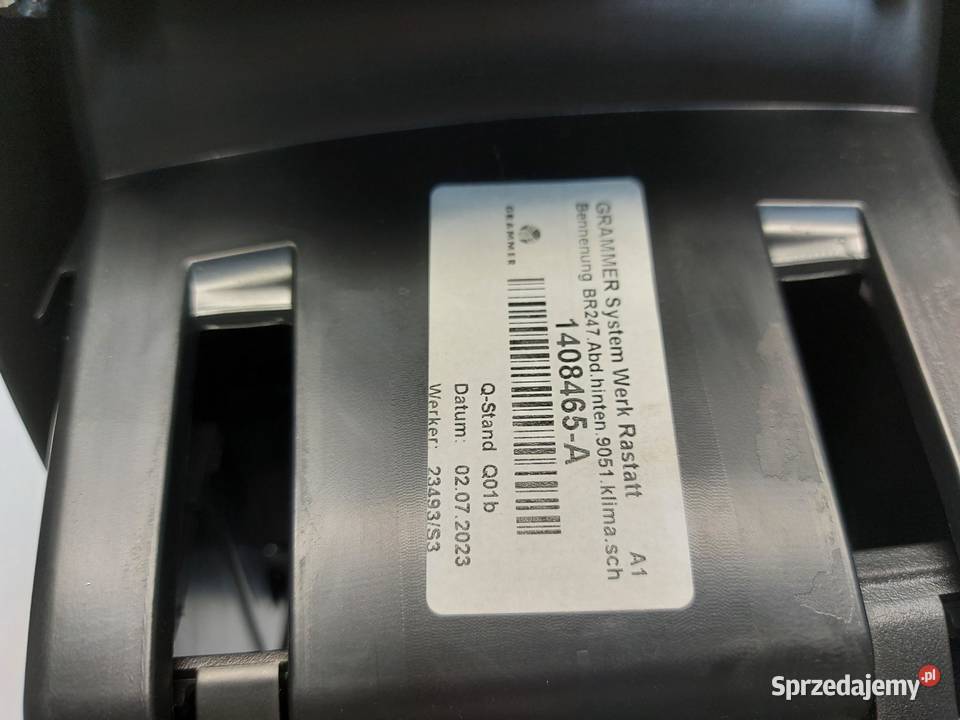 GRAMMER System Werk Rastatt A1
Bennenung BR247.Abd.hinten.9051.klima.sch
1408465-A
GRAMMER
Q-Stand Q01b
Datum: 02.07.2023
Werker: 23493/S3
Sprzedajemy.pl